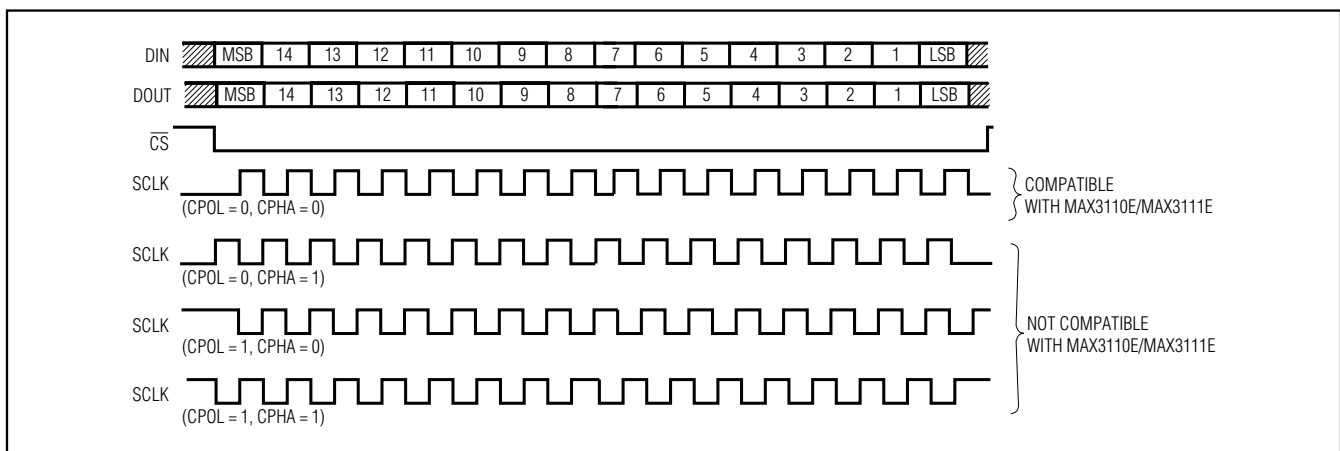 DIN MSB 14 13 12 11 10 9 8 7 6 5 4 3 2 1 LSB
DOUT MSB 14 13 12 11 10 9 8 7 6 5 4 3 2 1 LSB
CS
SCLK
(CPOL = 0, CPHA = 0)
COMPATIBLE
WITH MAX3110E/MAX3111E
SCLK
(CPOL = 0, CPHA = 1)
SCLK
(CPOL = 1, CPHA = 0)
NOT COMPATIBLE
WITH MAX3110E/MAX3111E
SCLK
(CPOL = 1, CPHA = 1)